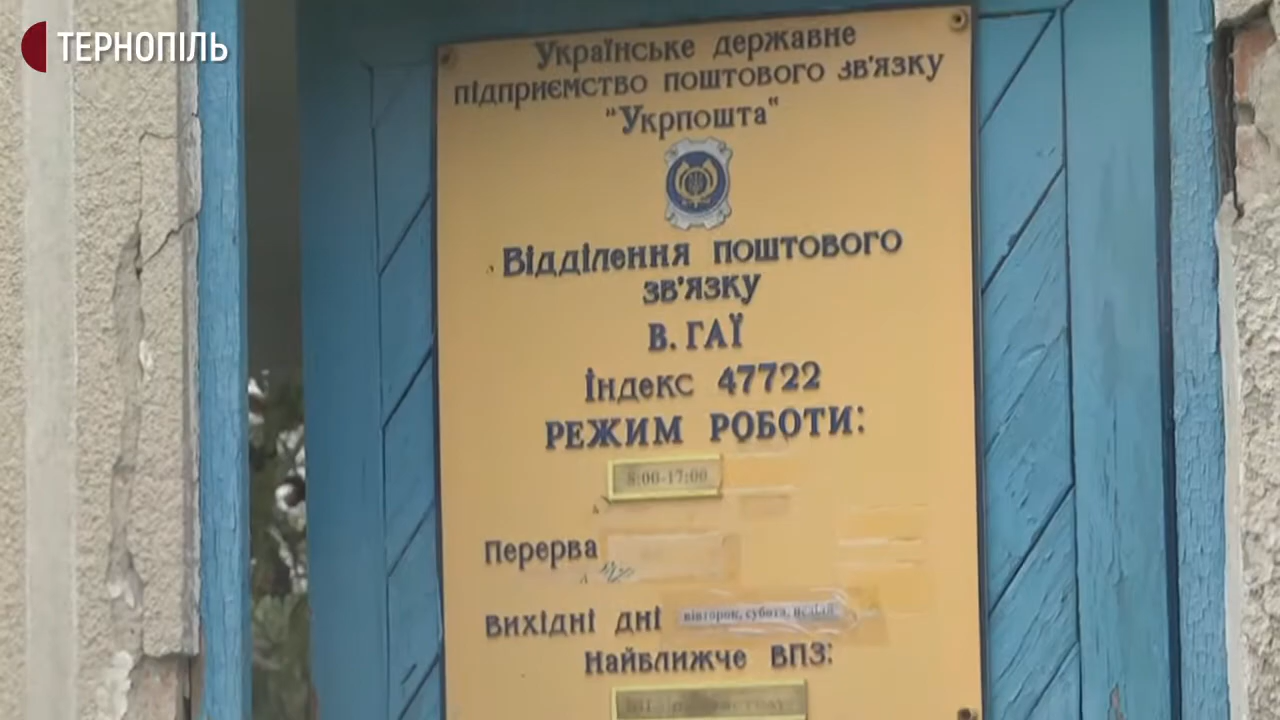 ТЕРНОПІЛЬ
Українське державне
підприємство поштового зв'язку
"Укрпошта"
Відділення поштового
зв'язку
В. ГАЇ
Індекс 47722
РЕЖИМ РОБОТИ:
8:00-17:00
Перерва
Вихідні дні вівторок, субота, неділя
Найближче ВПЗ: